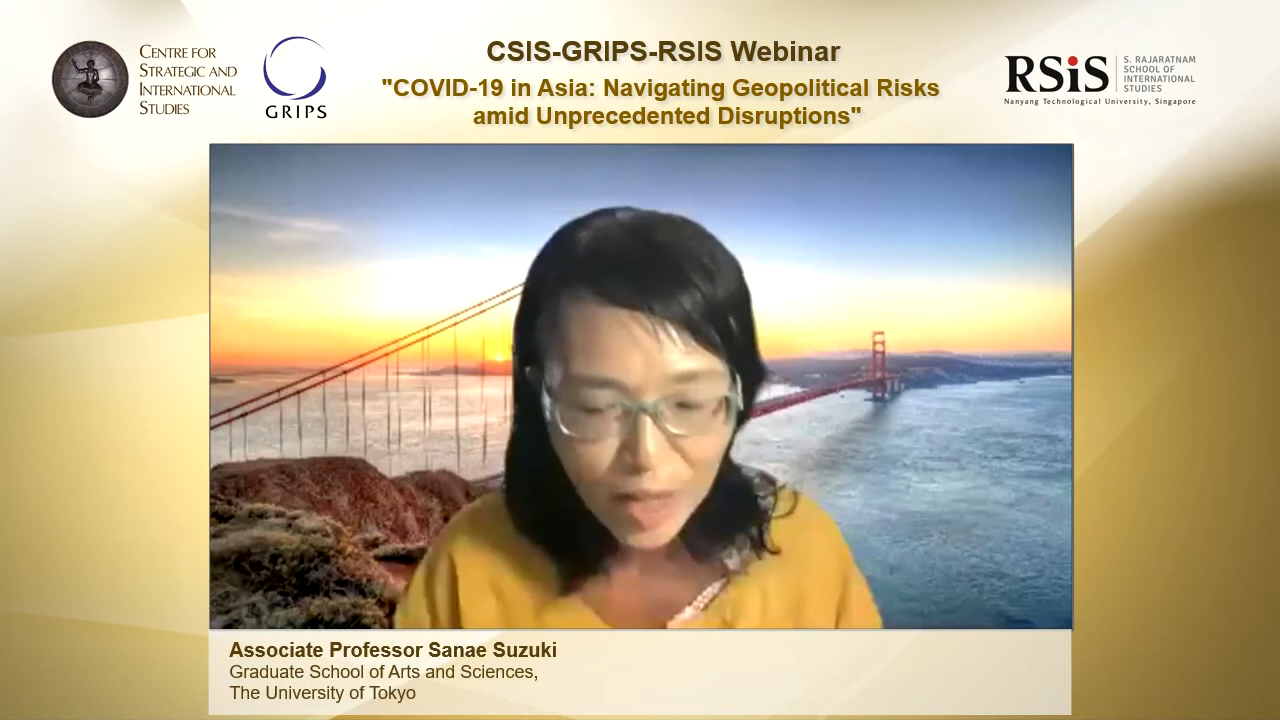 CENTRE FOR
STRATEGIC AND
INTERNATIONAL
STUDIES
GRIPS
CSIS-GRIPS-RSIS Webinar
"COVID-19 in Asia: Navigating Geopolitical Risks
amid Unprecedented Disruptions"
RSiS
S. RAJARATNAM
SCHOOL OF
INTERNATIONAL
STUDIES
Nanyang Technological University, Singapore
Associate Professor Sanae Suzuki
Graduate School of Arts and Sciences,
The University of Tokyo